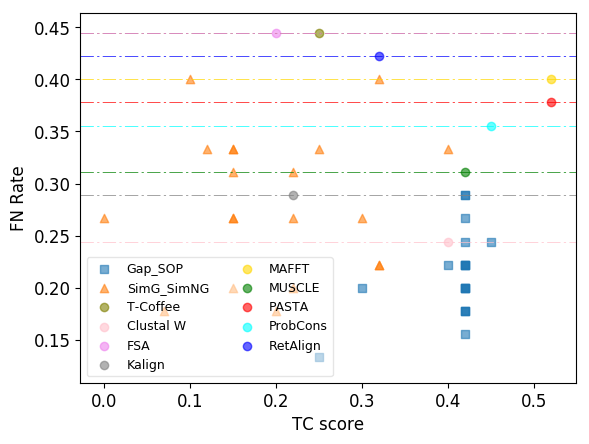 0.45
0.40
0.35
0.30
0.25
0.20
0.15
FN Rate
Gap_SOP
SimG_SimNG
T-Coffee
Clustal W
FSA
Kalign
MAFFT
MUSCLE
PASTA
ProbCons
RetAlign
0.0 0.1 0.2 0.3 0.4 0.5
TC score